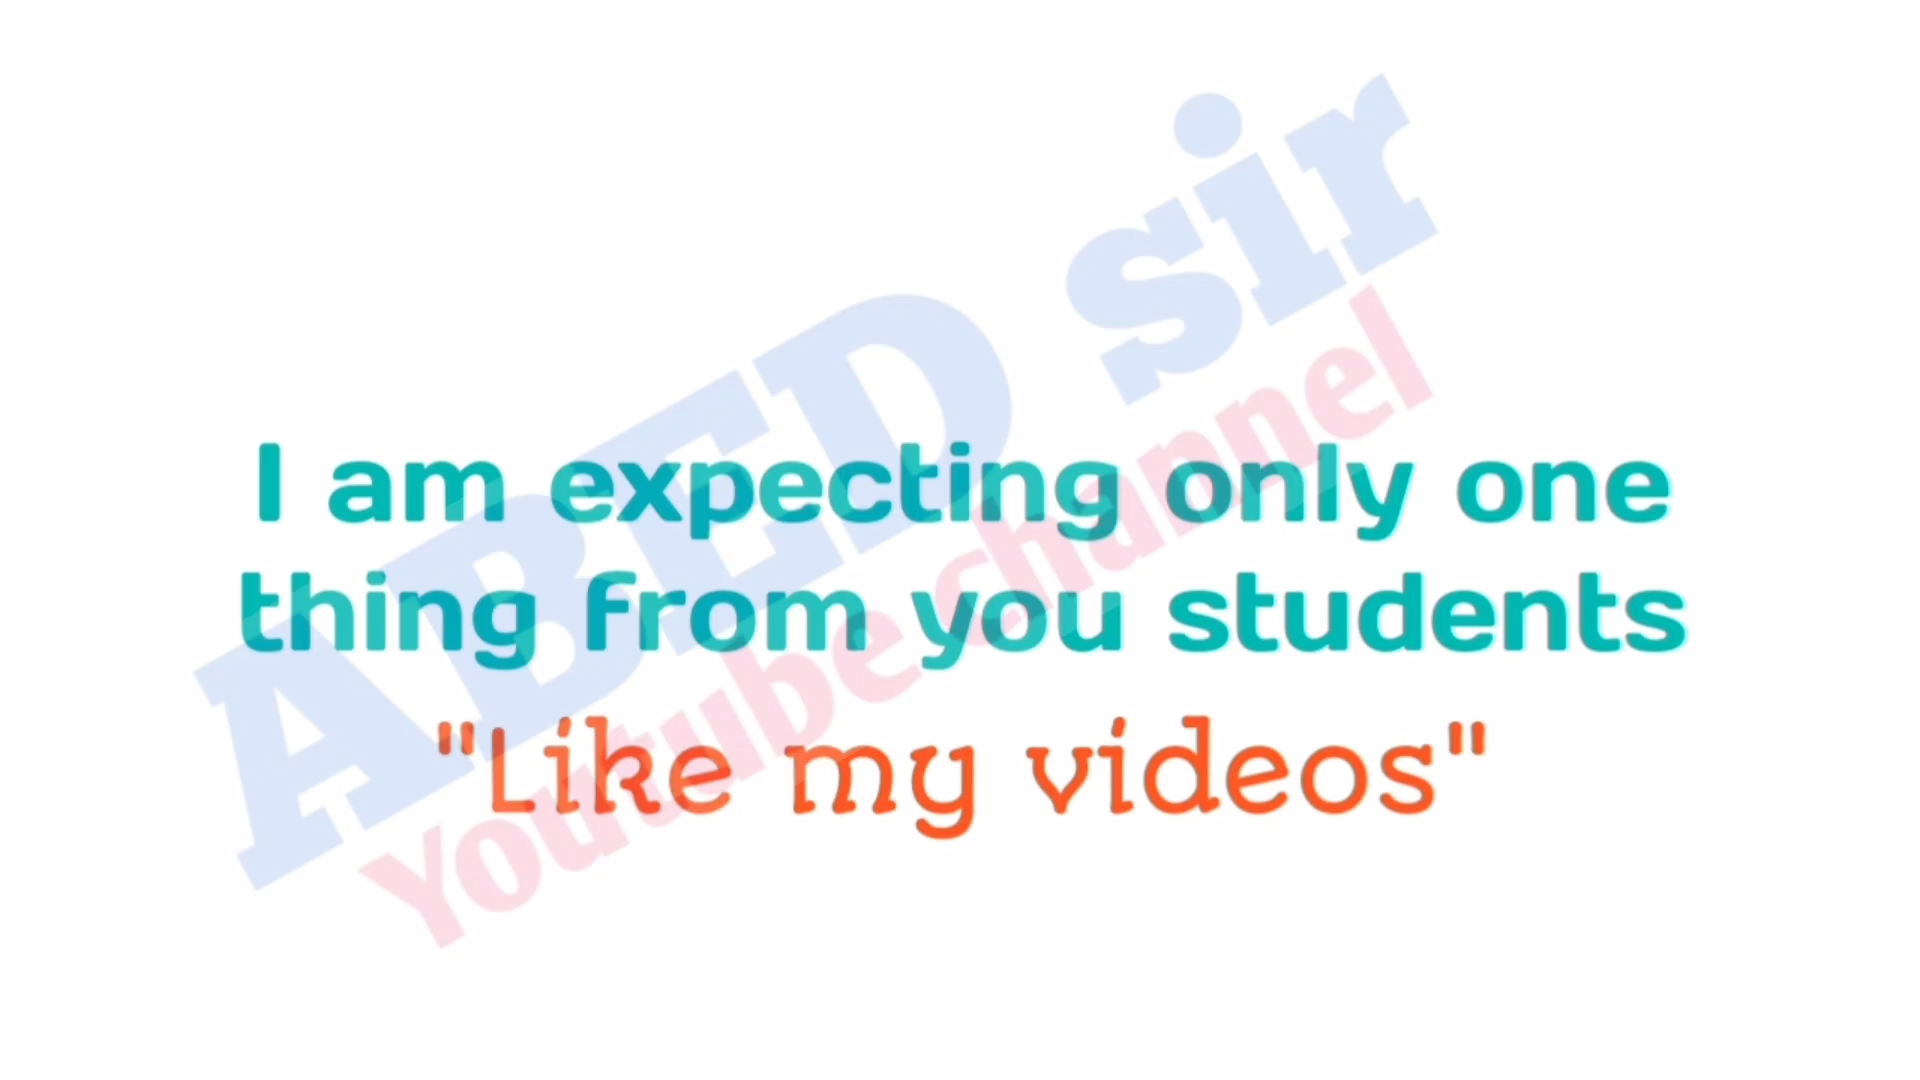 ABED sir
Youtube channel
I am expecting only one
thing from you students
"Like my videos"